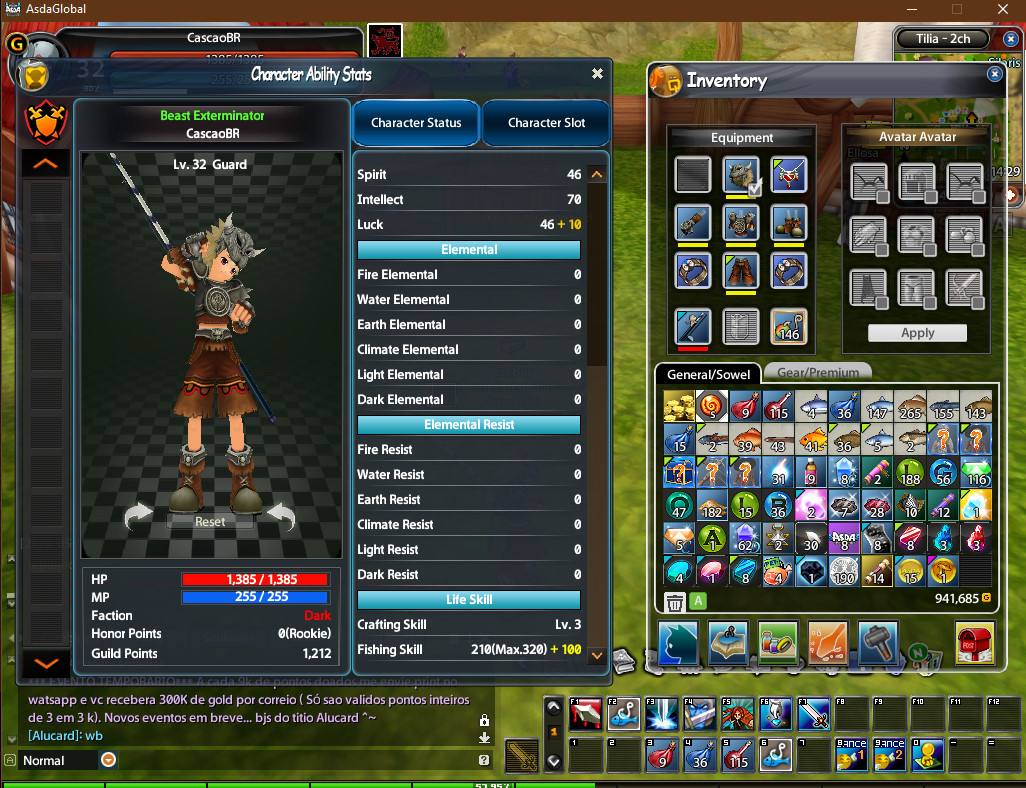 AsdaGlobal
G
CascaoBR
Tilia - 2ch
Character Ability Stats
Inventory
Beast Exterminator
CascaoBR
Character Status
Character Slot
Equipment
Avatar Avatar
Lv. 32 Guard
Spirit 46
Intellect 70
Luck 46 + 10
Elemental
Fire Elemental 0
Water Elemental 0
Earth Elemental 0
Climate Elemental 0
Light Elemental 0
Dark Elemental 0
Elemental Resist
Fire Resist 0
Water Resist 0
Earth Resist 0
Climate Resist 0
Light Resist 0
Dark Resist 0
Life Skill
Crafting Skill Lv. 3
Fishing Skill 210(Max.320) + 100
Reset
HP 1,385 / 1,385
MP 255 / 255
Faction Dark
Honor Points 0(Rookie)
Guild Points 1,212
14:29
146
Apply
General/Sowel
Gear/Premium
5 9 115 4 36 147 265 155 143
15 2 39 43 41 36 5 2
31 9 8 2 188 56 116
47 182 15 36 2 7 28 10 12 1
5 1 62 2 30 8 8 8 3 3
4 1 8 4 1 190 14 15 1
A
941,685 G
POST
*** EVENTO TEMPORARIO*** A cada 9k de pontos doados me envie print no
watsapp e vc recebera 300K de gold por correio ( Só sao validos pontos inteiros
de 3 em 3 k). Novos eventos em breve... bjs do titio Alucard ^~
[Alucard]: wb
Normal
F1 F2 F3 F4 F5 F6 F7 F8 F9 F10 F11 F12
1
1 2 3 4 5 6 7 8 9 0 - =
9 36 115